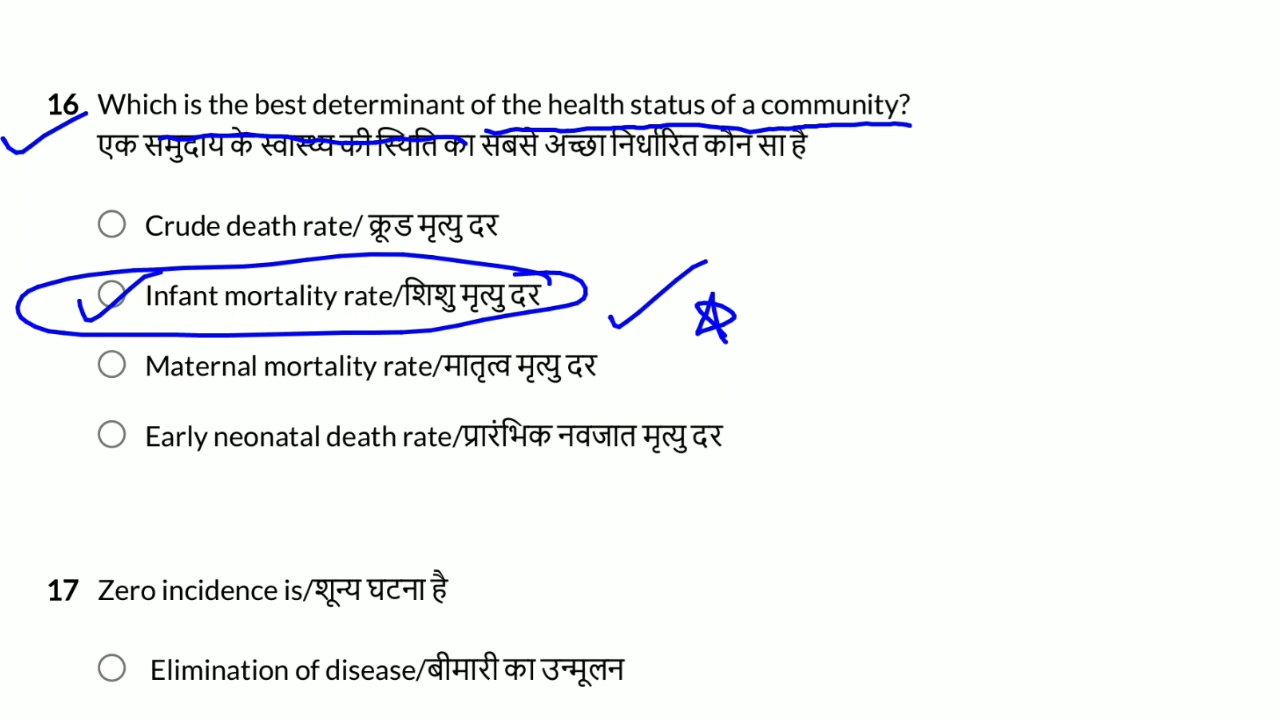 16. Which is the best determinant of the health status of a community?
एक समुदाय के स्वास्थ्य की स्थिति का सबसे अच्छा निर्धारित कौन सा है
Crude death rate/ क्रूड मृत्यु दर
Infant mortality rate/शिशु मृत्यु दर
Maternal mortality rate/मातृत्व मृत्यु दर
Early neonatal death rate/प्रारंभिक नवजात मृत्यु दर
17 Zero incidence is/शून्य घटना है
Elimination of disease/बीमारी का उन्मूलन